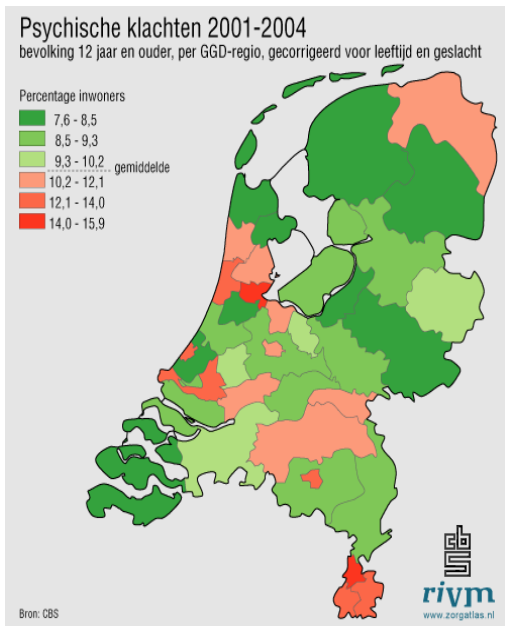 Psychische klachten 2001-2004
bevolking 12 jaar en ouder, per GGD-regio, gecorrigeerd voor leeftijd en geslacht
Percentage inwoners
7,6 - 8,5
8,5 - 9,3
9,3 - 10,2
gemiddelde
10,2 - 12,1
12,1 - 14,0
14,0 - 15,9
cbs
rivm
www.zorgatlas.nl
Bron: CBS